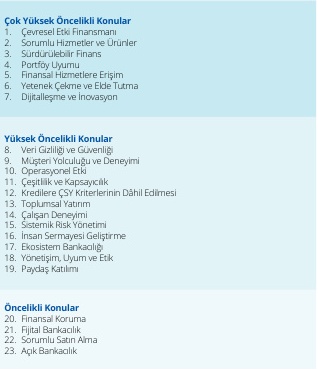 Çok Yüksek Öncelikli Konular
1. Çevresel Etki Finansmanı
2. Sorumlu Hizmetler ve Ürünler
3. Sürdürülebilir Finans
4. Portföy Uyumu
5. Finansal Hizmetlere Erişim
6. Yetenek Çekme ve Elde Tutma
7. Dijitalleşme ve İnovasyon
Yüksek Öncelikli Konular
8. Veri Gizliliği ve Güvenliği
9. Müşteri Yolculuğu ve Deneyimi
10. Operasyonel Etki
11. Çeşitlilik ve Kapsayıcılık
12. Kredilere ÇSY Kriterlerinin Dâhil Edilmesi
13. Toplumsal Yatırım
14. Çalışan Deneyimi
15. Sistemik Risk Yönetimi
16. İnsan Sermayesi Geliştirme
17. Ekosistem Bankacılığı
18. Yönetişim, Uyum ve Etik
19. Paydaş Katılımı
Öncelikli Konular
20. Finansal Koruma
21. Fijital Bankacılık
22. Sorumlu Satın Alma
23. Açık Bankacılık